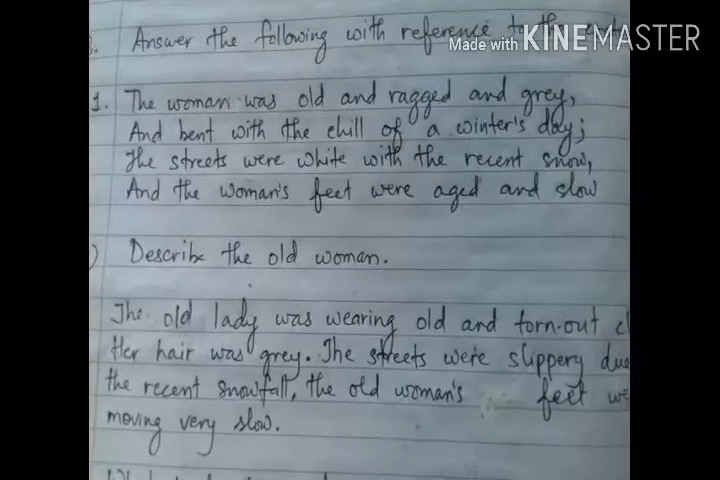 Answer the following with reference to the
Made with KINEMASTER
1. The woman was old and ragged and grey,
And bent with the chill of a winter's day;
The streets were white with the recent snow,
And the woman's feet were aged and slow
) Describe the old woman.
The old lady was wearing old and torn-out
Her hair was grey. The streets were slippery due
the recent snowfall, the old woman's feet we
moving very slow.